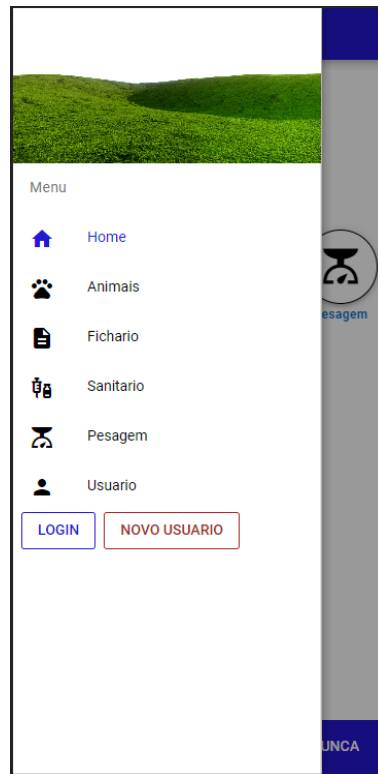 Menu
Home
Animais
Fichario
Sanitario
Pesagem
Usuario
LOGIN
NOVO USUARIO
esagem
UNCA